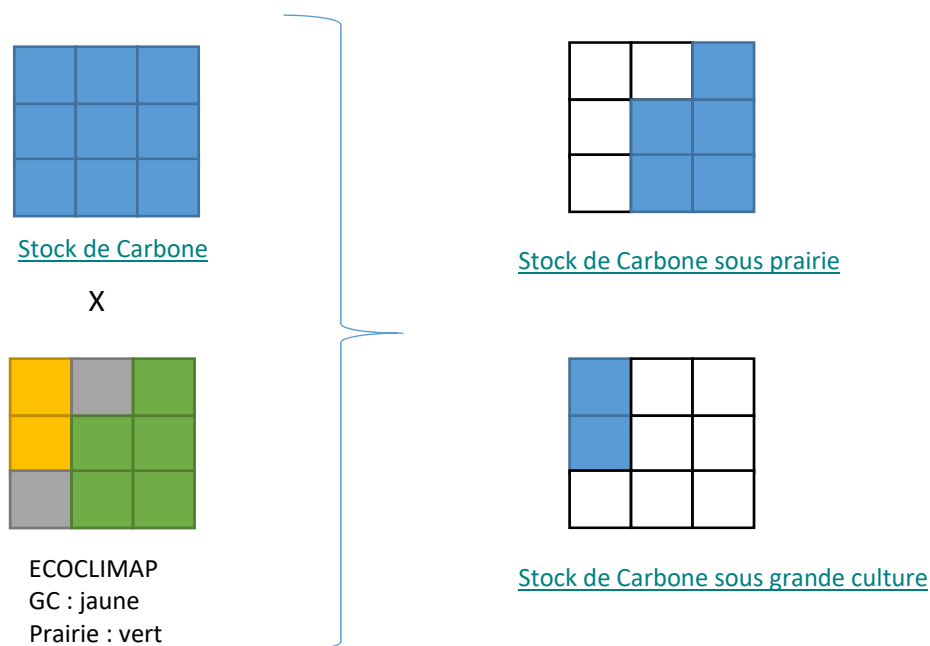 Stock de Carbone
X
ECOCLIMAP
GC : jaune
Prairie : vert
Stock de Carbone sous prairie
Stock de Carbone sous grande culture